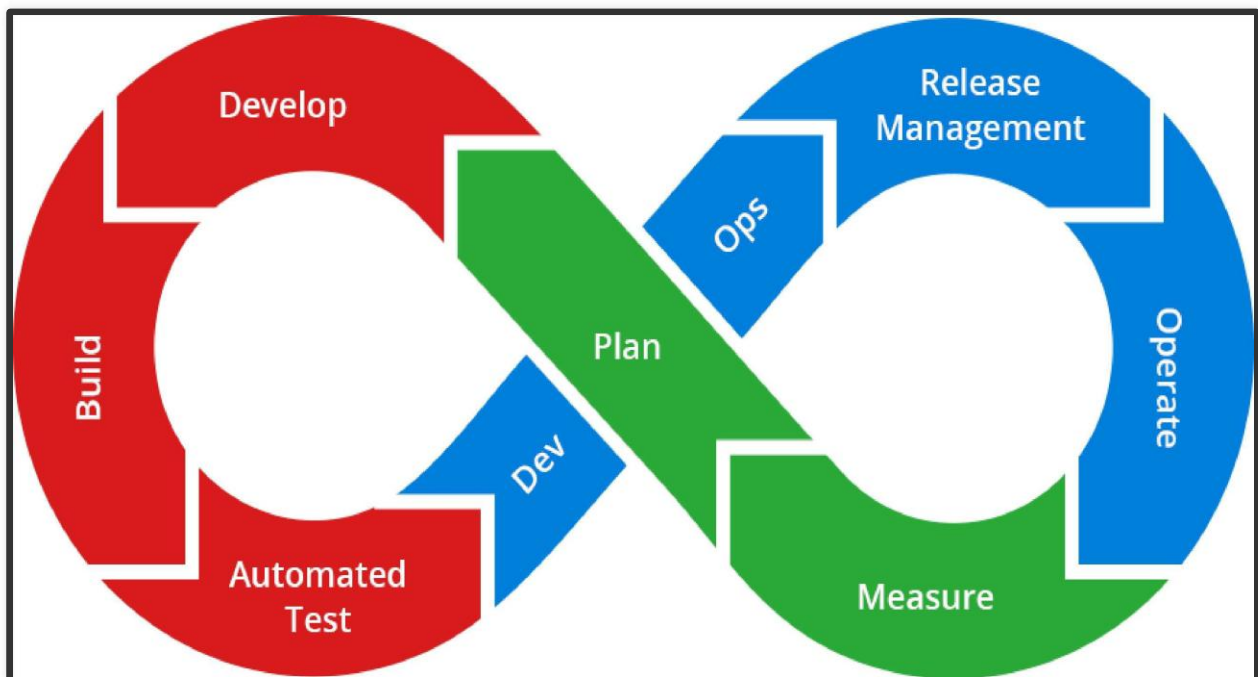 Develop
Release
Management
Ops
Plan
Build
Operate
Dev
Automated
Test
Measure